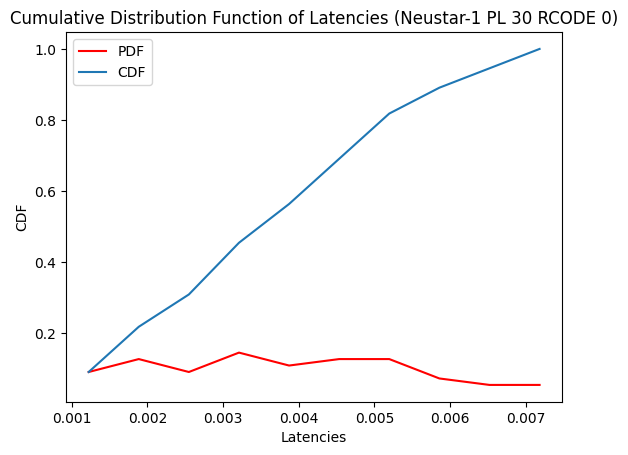 Cumulative Distribution Function of Latencies (Neustar-1 PL 30 RCODE 0)
PDF
CDF
1.0
0.8
0.6
0.4
0.2
CDF
0.001
0.002
0.003
0.004
0.005
0.006
0.007
Latencies